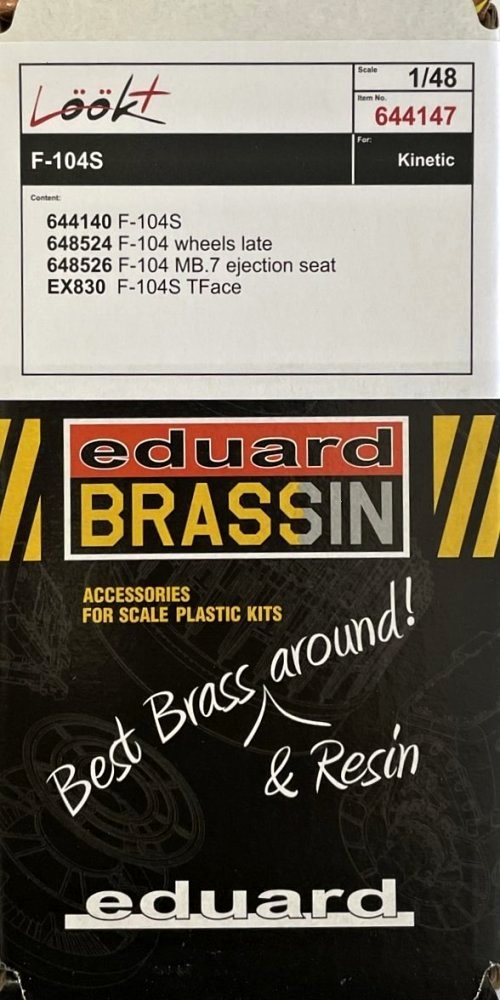 Löök+
Scale
1/48
Item No.
644147
F-104S
For:
Kinetic
Content:
644140 F-104S
648524 F-104 wheels late
648526 F-104 MB.7 ejection seat
EX830 F-104S TFace
eduard
BRASSIN
ACCESSORIES
FOR SCALE PLASTIC KITS
Best Brass around!
& Resin
eduard